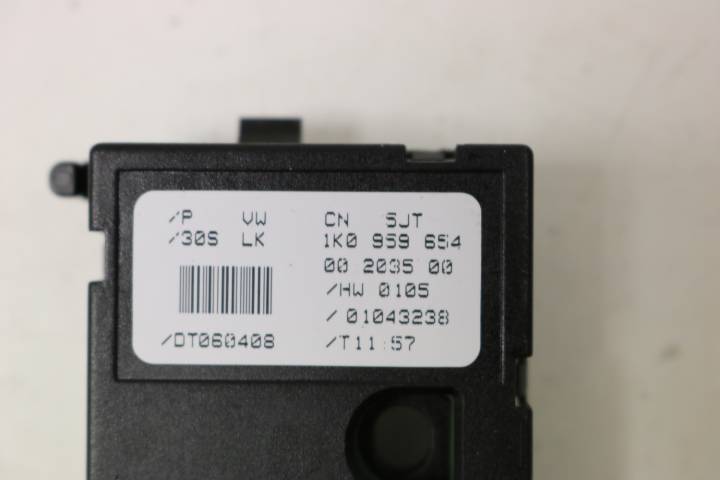 /P VW CN 5JT
/30S LK 1K0 959 654
00 2035 00
/HW 0105
/ 01043238
/DT060408 /T11:57